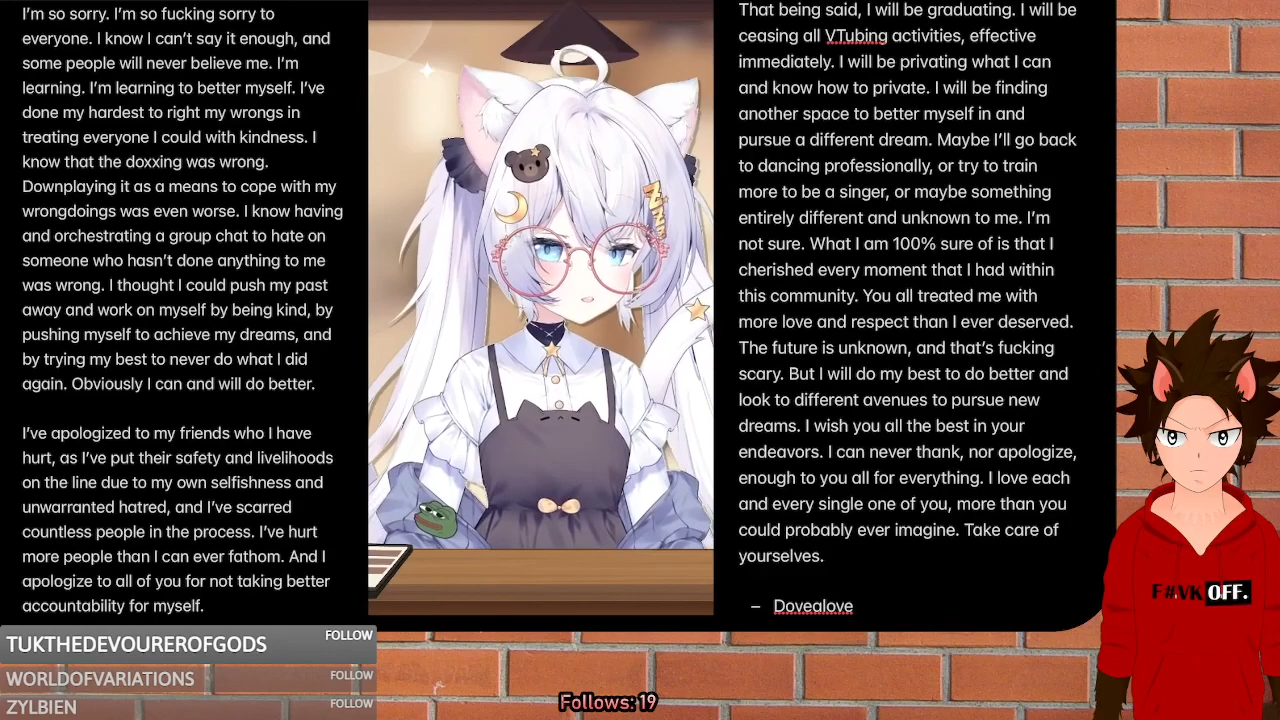 I'm so sorry. I'm so fucking sorry to
everyone. I know I can't say it enough, and
some people will never believe me. I'm
learning. I'm learning to better myself. I've
done my hardest to right my wrongs in
treating everyone I could with kindness. I
know that the doxxing was wrong.
Downplaying it as a means to cope with my
wrongdoings was even worse. I know having
and orchestrating a group chat to hate on
someone who hasn't done anything to me
was wrong. I thought I could push my past
away and work on myself by being kind, by
pushing myself to achieve my dreams, and
by trying my best to never do what I did
again. Obviously I can and will do better.
I've apologized to my friends who I have
hurt, as I've put their safety and livelihoods
on the line due to my own selfishness and
unwarranted hatred, and I've scarred
countless people in the process. I've hurt
more people than I can ever fathom. And I
apologize to all of you for not taking better
accountability for myself.
That being said, I will be graduating. I will be
ceasing all VTubing activities, effective
immediately. I will be privating what I can
and know how to private. I will be finding
another space to better myself in and
pursue a different dream. Maybe I'll go back
to dancing professionally, or try to train
more to be a singer, or maybe something
entirely different and unknown to me. I'm
not sure. What I am 100% sure of is that I
cherished every moment that I had within
this community. You all treated me with
more love and respect than I ever deserved.
The future is unknown, and that's fucking
scary. But I will do my best to do better and
look to different avenues to pursue new
dreams. I wish you all the best in your
endeavors. I can never thank, nor apologize,
enough to you all for everything. I love each
and every single one of you, more than you
could probably ever imagine. Take care of
yourselves.
– Dovealove
F#VK OFF.
TUKTHEDEVOUREROFGODS FOLLOW
WORLDOFVARIATIONS FOLLOW
ZYLBIEN FOLLOW
Follows: 19